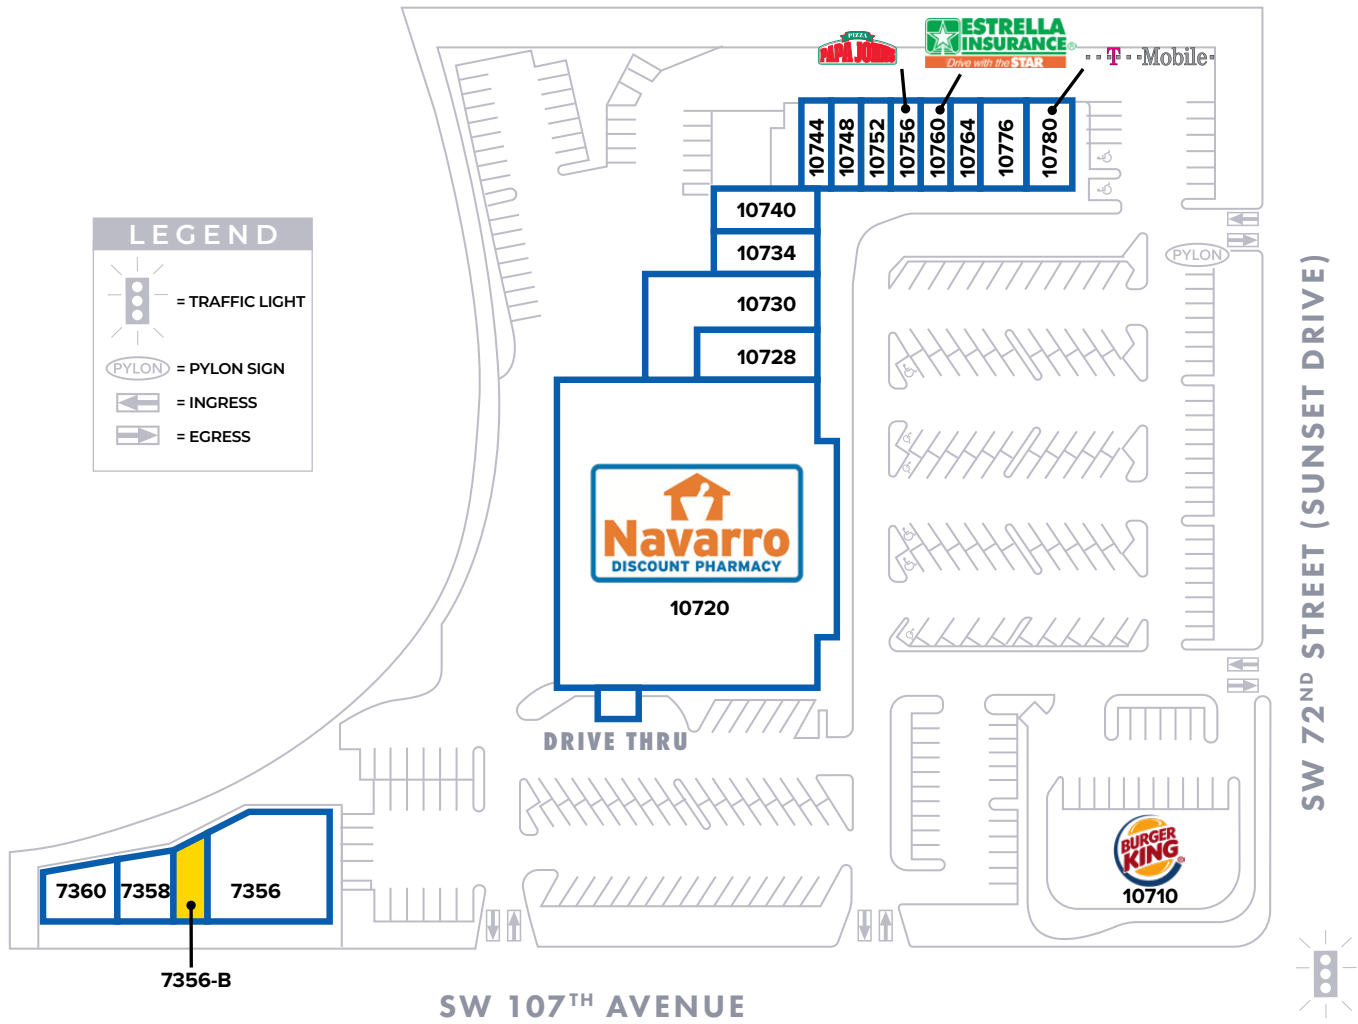 PIZZA
PAPA JOHNS
ESTRELLA
INSURANCE®
Drive with the STAR
T Mobile
10744
10748
10752
10756
10760
10764
10776
10780
10740
10734
10730
10728
LEGEND
= TRAFFIC LIGHT
PYLON = PYLON SIGN
= INGRESS
= EGRESS
PYLON
Navarro
DISCOUNT PHARMACY
10720
DRIVE THRU
SW 72ND STREET (SUNSET DRIVE)
BURGER
KING®
10710
7360
7358
7356
7356-B
SW 107TH AVENUE